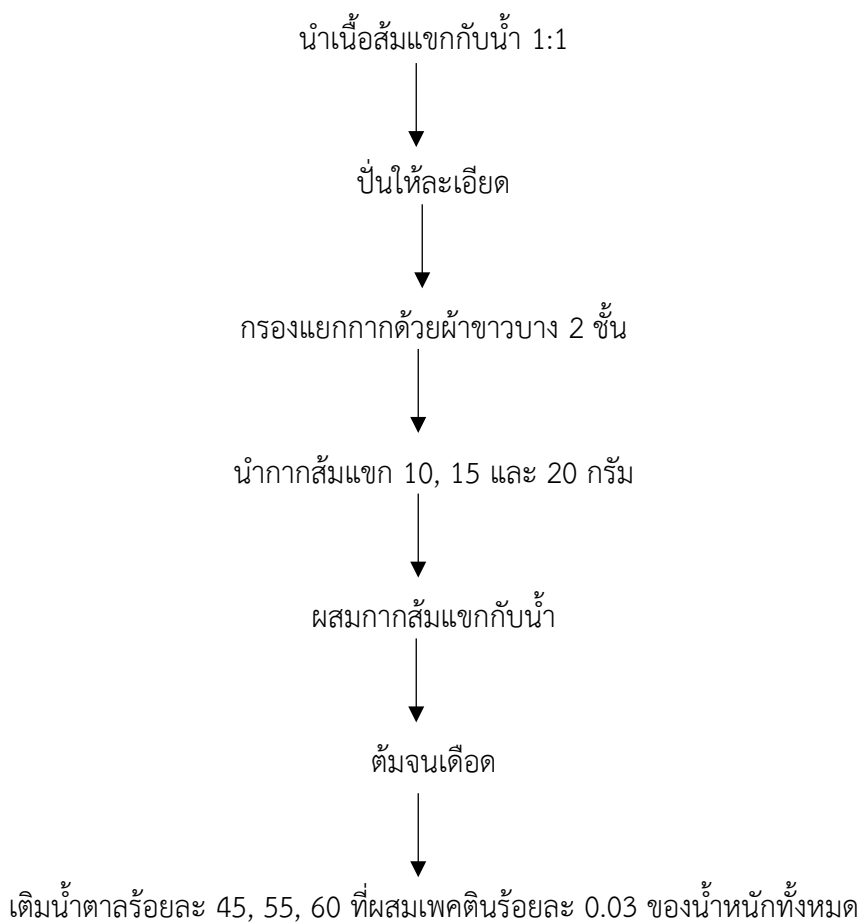 นำเนื้อส้มแขกกับน้ำ 1:1
ปั่นให้ละเอียด
กรองแยกกากด้วยผ้าขาวบาง 2 ชั้น
นำกากส้มแขก 10, 15 และ 20 กรัม
ผสมกากส้มแขกกับน้ำ
ต้มจนเดือด
เติมน้ำตาลร้อยละ 45, 55, 60 ที่ผสมเพคตินร้อยละ 0.03 ของน้ำหนักทั้งหมด